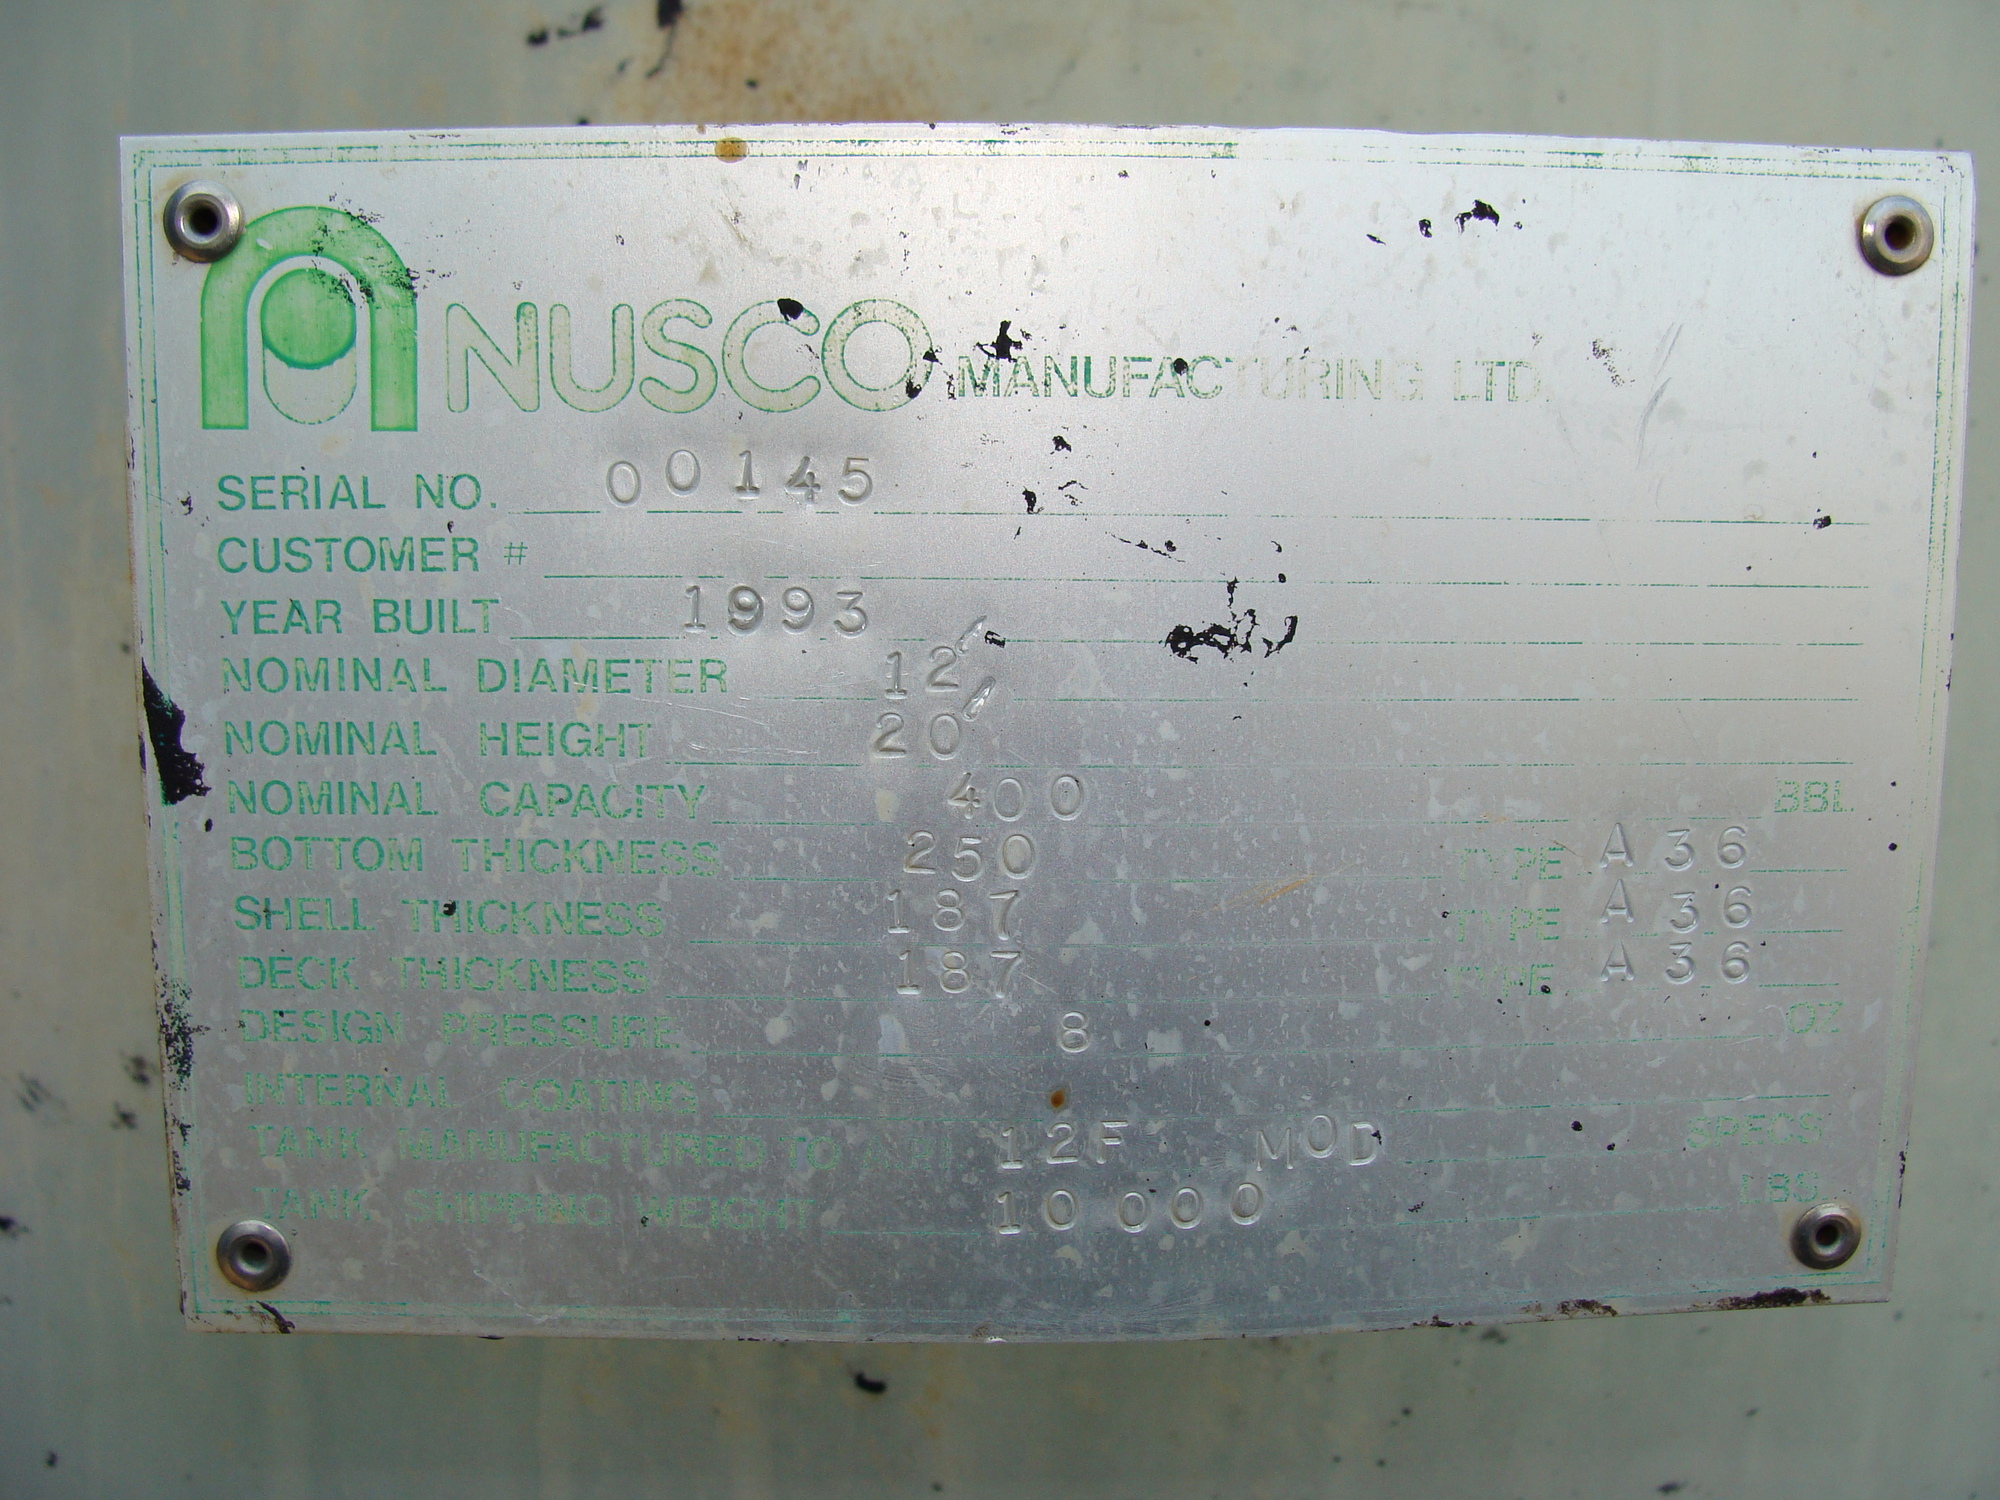 NUSCO MANUFACTURING LTD.
SERIAL NO. 00145
CUSTOMER #
YEAR BUILT 1993
NOMINAL DIAMETER 12'
NOMINAL HEIGHT 20'
NOMINAL CAPACITY 400 BBL
BOTTOM THICKNESS 250 TYPE A36
SHELL THICKNESS 187 TYPE A36
DECK THICKNESS 187 TYPE A36
DESIGN PRESSURE 8 OZ
INTERNAL COATING
TANK MANUFACTURED TO API 12F MOD SPECS
TANK SHIPPING WEIGHT 10000 LBS.